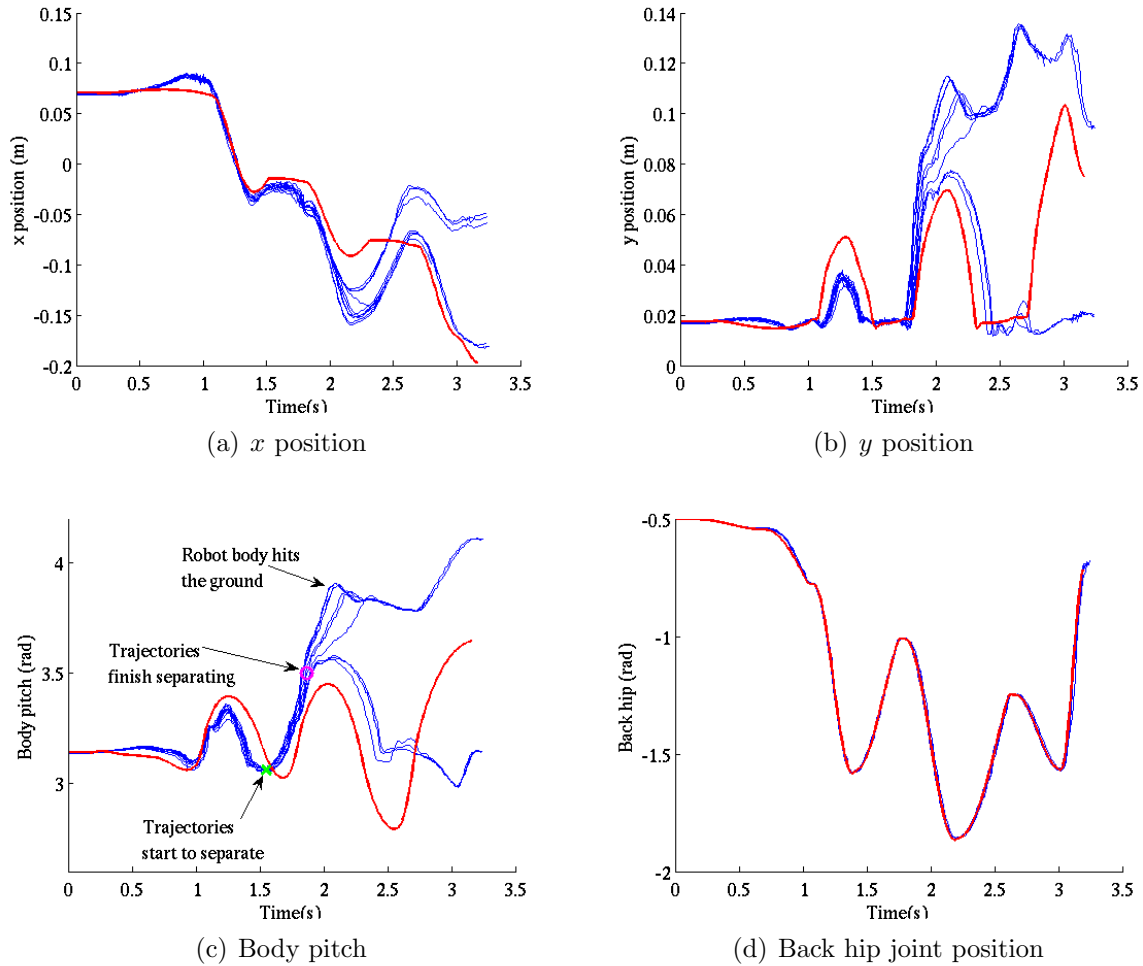 0.15
0.1
0.05
0
-0.05
-0.1
-0.15
-0.2
x position (m)
0 0.5 1 1.5 2 2.5 3 3.5
Time(s)
(a) x position
0.14
0.12
0.1
0.08
0.06
0.04
0.02
0
y position (m)
0 0.5 1 1.5 2 2.5 3 3.5
Time(s)
(b) y position
4
3.5
3
Body pitch (rad)
Robot body hits
the ground
Trajectories
finish separating
Trajectories
start to separate
0 0.5 1 1.5 2 2.5 3 3.5
Time(s)
(c) Body pitch
-0.5
-1
-1.5
-2
Back hip (rad)
0 0.5 1 1.5 2 2.5 3 3.5
Time(s)
(d) Back hip joint position